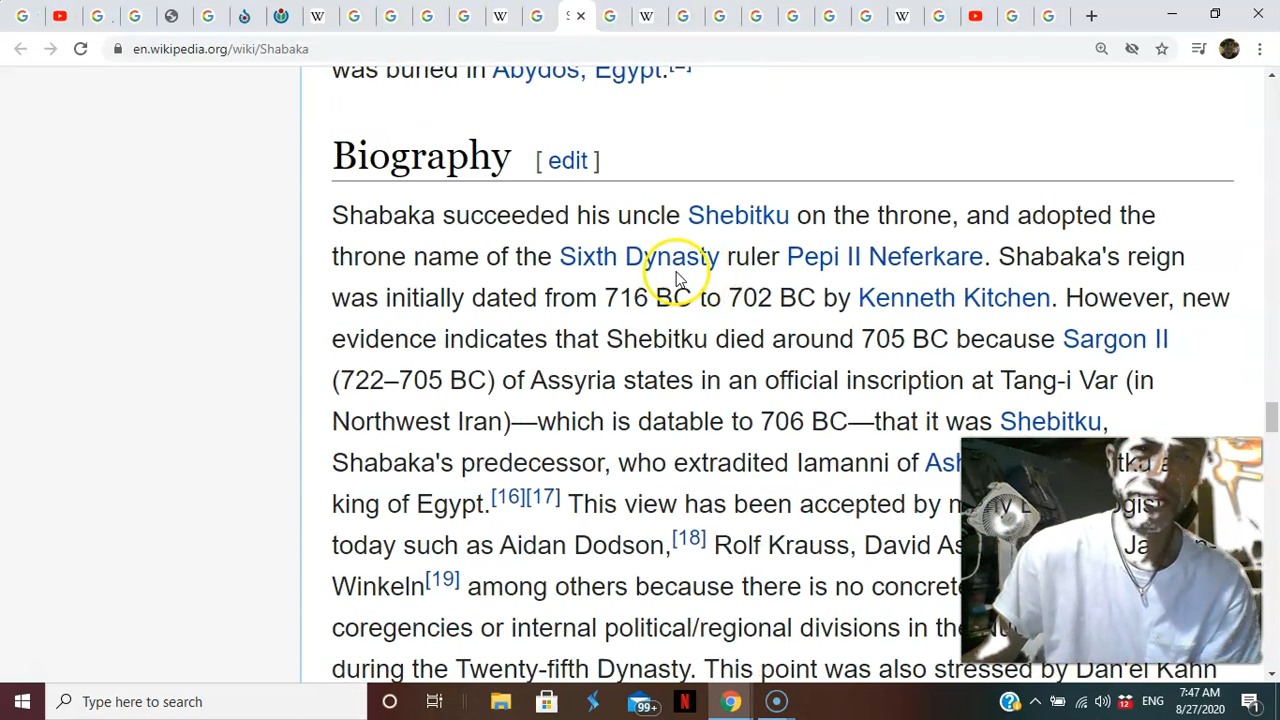 en.wikipedia.org/wiki/Shabaka
was buried in Abydos, Egypt.
Biography [ edit ]
Shabaka succeeded his uncle Shebitku on the throne, and adopted the
throne name of the Sixth Dynasty ruler Pepi II Neferkare. Shabaka's reign
was initially dated from 716 BC to 702 BC by Kenneth Kitchen. However, new
evidence indicates that Shebitku died around 705 BC because Sargon II
(722–705 BC) of Assyria states in an official inscription at Tang-i Var (in
Northwest Iran)—which is datable to 706 BC—that it was Shebitku,
Shabaka's predecessor, who extradited Iamanni of
king of Egypt.[16][17] This view has been accepted by
today such as Aidan Dodson,[18] Rolf Krauss, David
Winkeln[19] among others because there is no
coregencies or internal political/regional divisions in the
during the Twenty-fifth Dynasty. This point was also stressed by Dan'el Kahn
Type here to search
99+
N
12
ENG
7:47 AM
8/27/2020
1